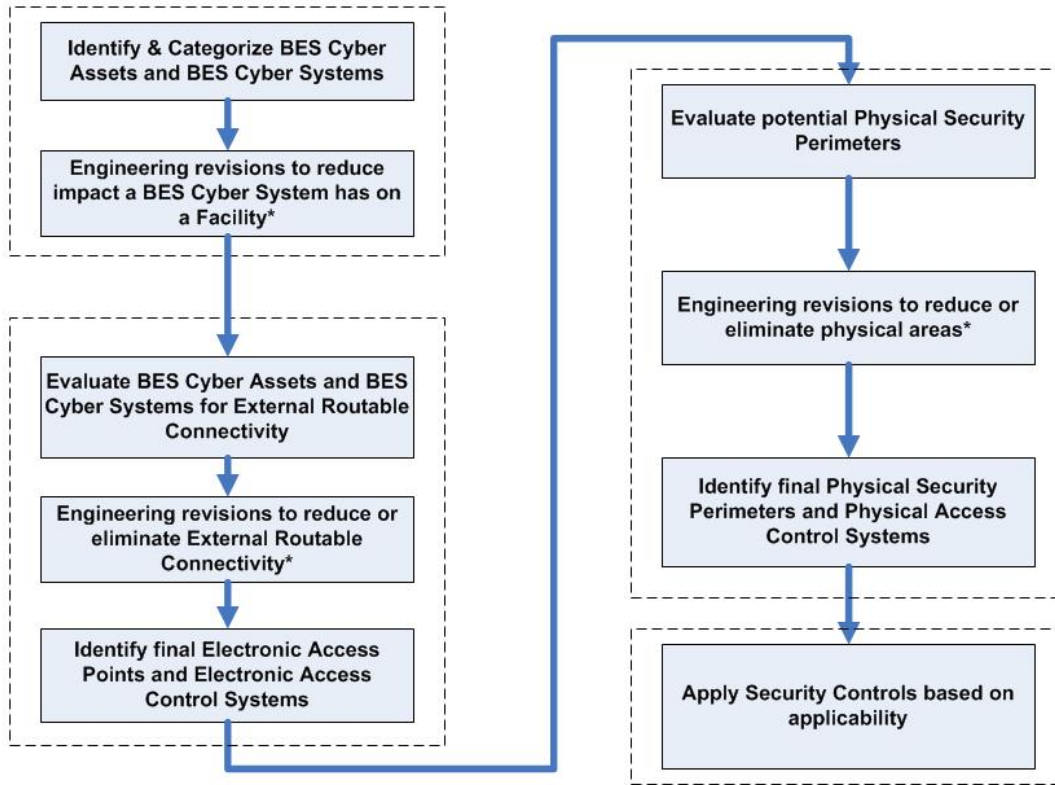 Identify & Categorize BES Cyber
Assets and BES Cyber Systems
Engineering revisions to reduce
impact a BES Cyber System has on
a Facility*
Evaluate BES Cyber Assets and BES
Cyber Systems for External Routable
Connectivity
Engineering revisions to reduce or
eliminate External Routable
Connectivity*
Identify final Electronic Access
Points and Electronic Access
Control Systems
Evaluate potential Physical Security
Perimeters
Engineering revisions to reduce or
eliminate physical areas*
Identify final Physical Security
Perimeters and Physical Access
Control Systems
Apply Security Controls based on
applicability